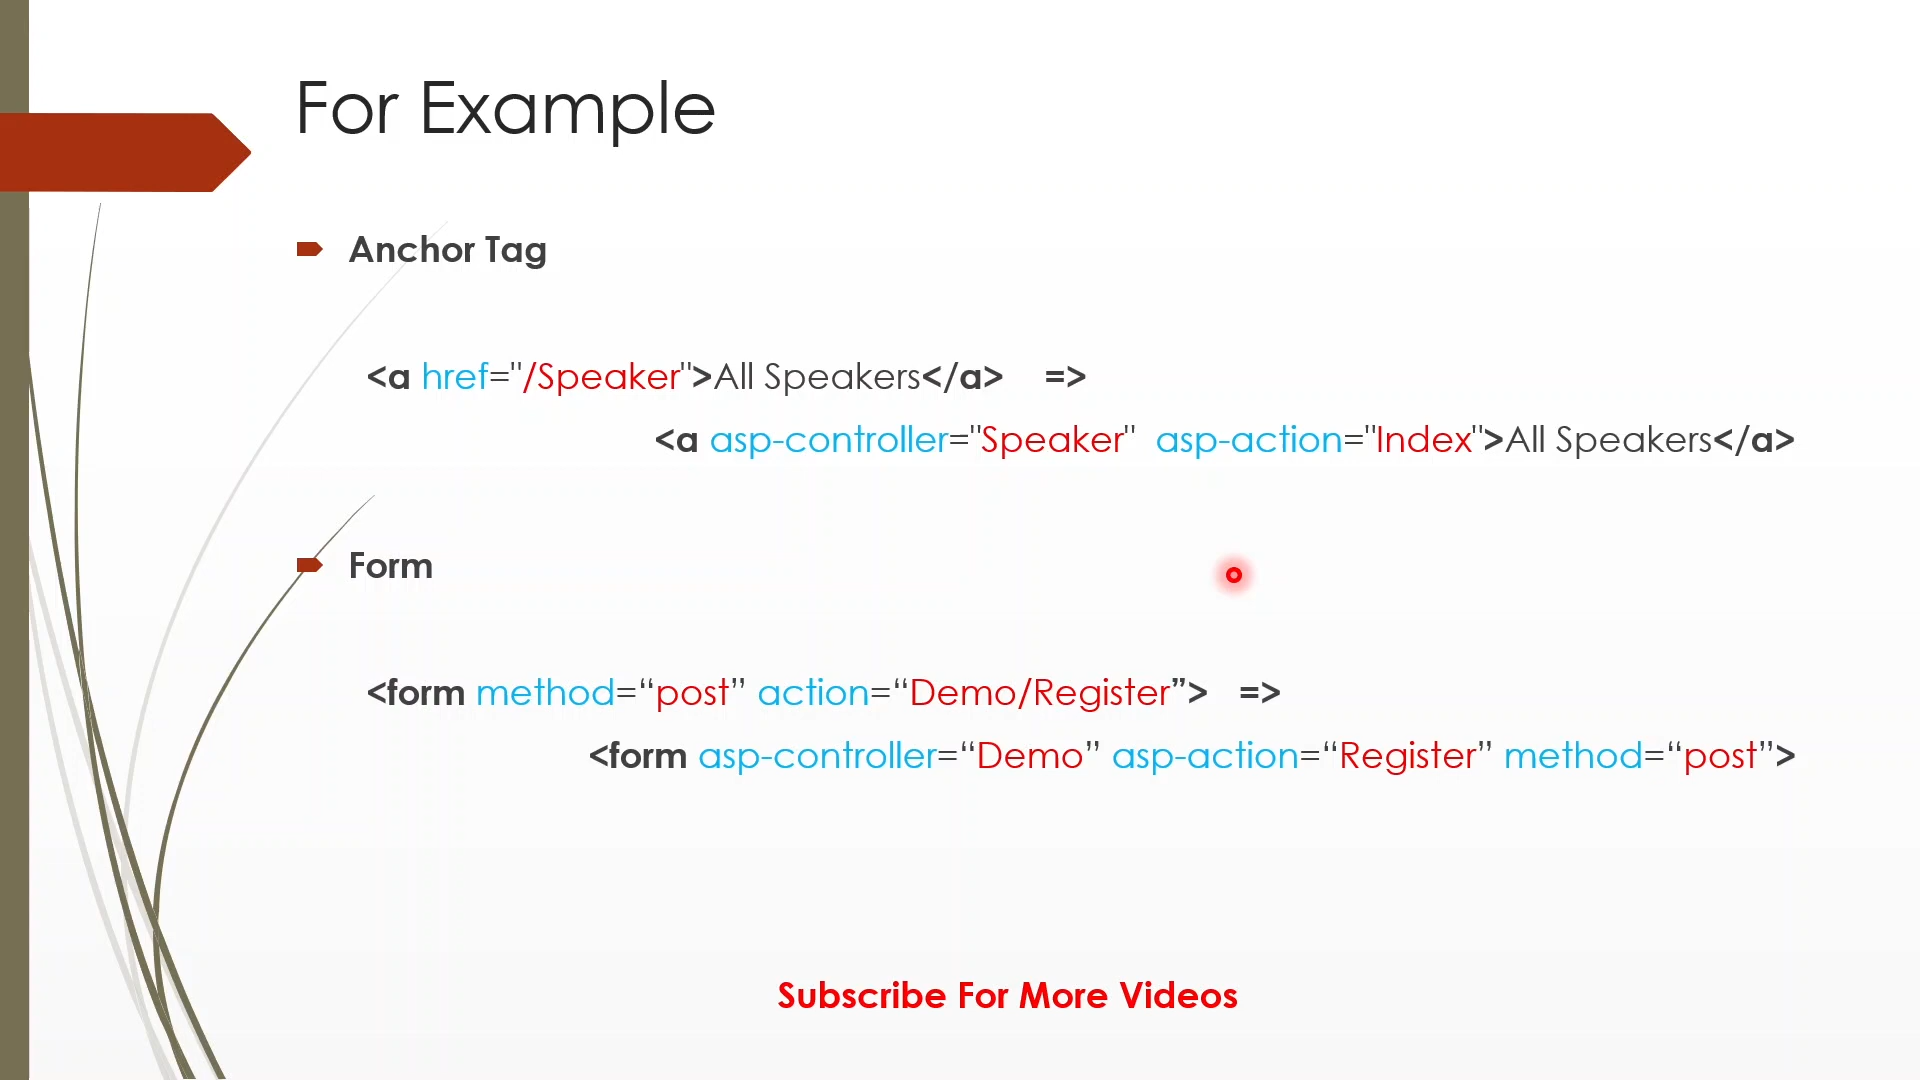 For Example
Anchor Tag
<a href="/Speaker">All Speakers</a> =>
<a asp-controller="Speaker" asp-action="Index">All Speakers</a>
Form
<form method=“post” action=“Demo/Register”> =>
<form asp-controller=“Demo” asp-action=“Register” method=“post”>
Subscribe For More Videos